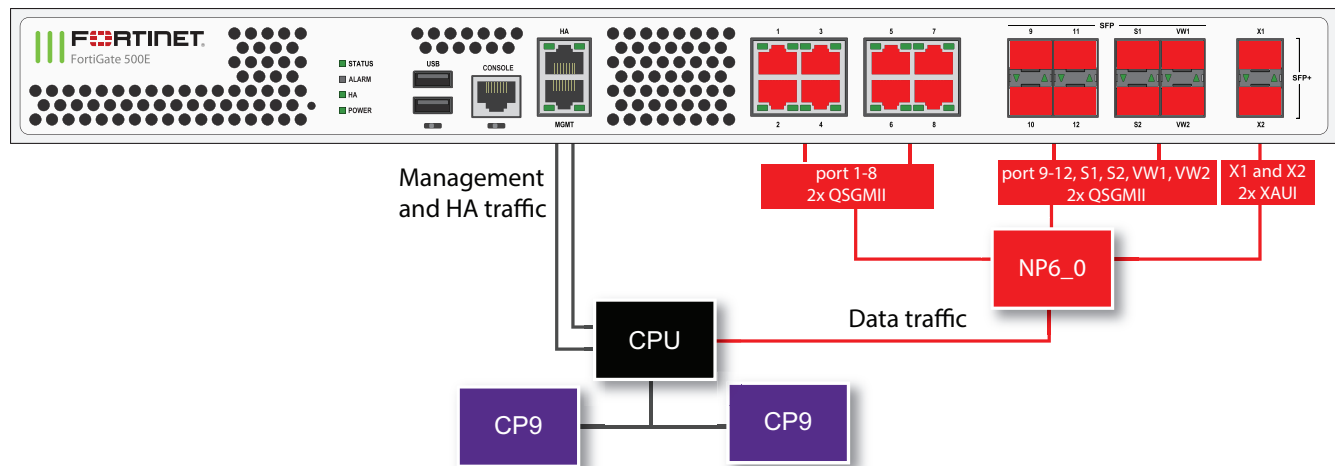 FORTINET
FortiGate 500E
STATUS
ALARM
HA
POWER
USB
CONSOLE
HA
MGMT
1 3
2 4
5 7
6 8
SFP
9 11 S1 VW1
10 12 S2 VW2
X1
X2
SFP+
Management
and HA traffic
port 1-8
2x QSGMII
port 9-12, S1, S2, VW1, VW2
2x QSGMII
X1 and X2
2x XAUI
NP6_0
Data traffic
CPU
CP9
CP9